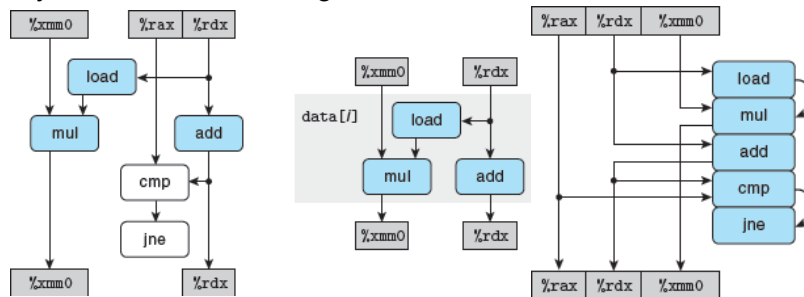 %xmm0 %rax %rdx
load
mul add
cmp
jne
%xmm0 %rdx
%xmm0 %rdx
data[i] load
mul add
%xmm0 %rdx
%rax %rdx %xmm0
load
mul
add
cmp
jne
%rax %rdx %xmm0